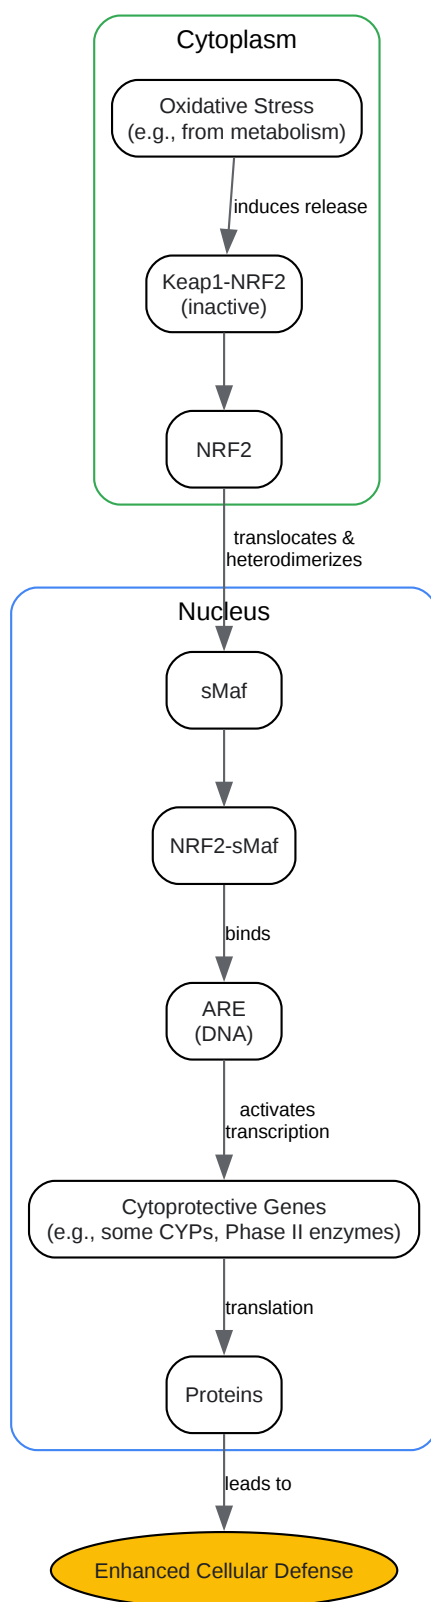 Cytoplasm
Oxidative Stress
(e.g., from metabolism)
induces release
Keap1-NRF2
(inactive)
NRF2
translocates &
heterodimerizes
Nucleus
sMaf
NRF2-sMaf
binds
ARE
(DNA)
activates
transcription
Cytoprotective Genes
(e.g., some CYPs, Phase II enzymes)
translation
Proteins
leads to
Enhanced Cellular Defense